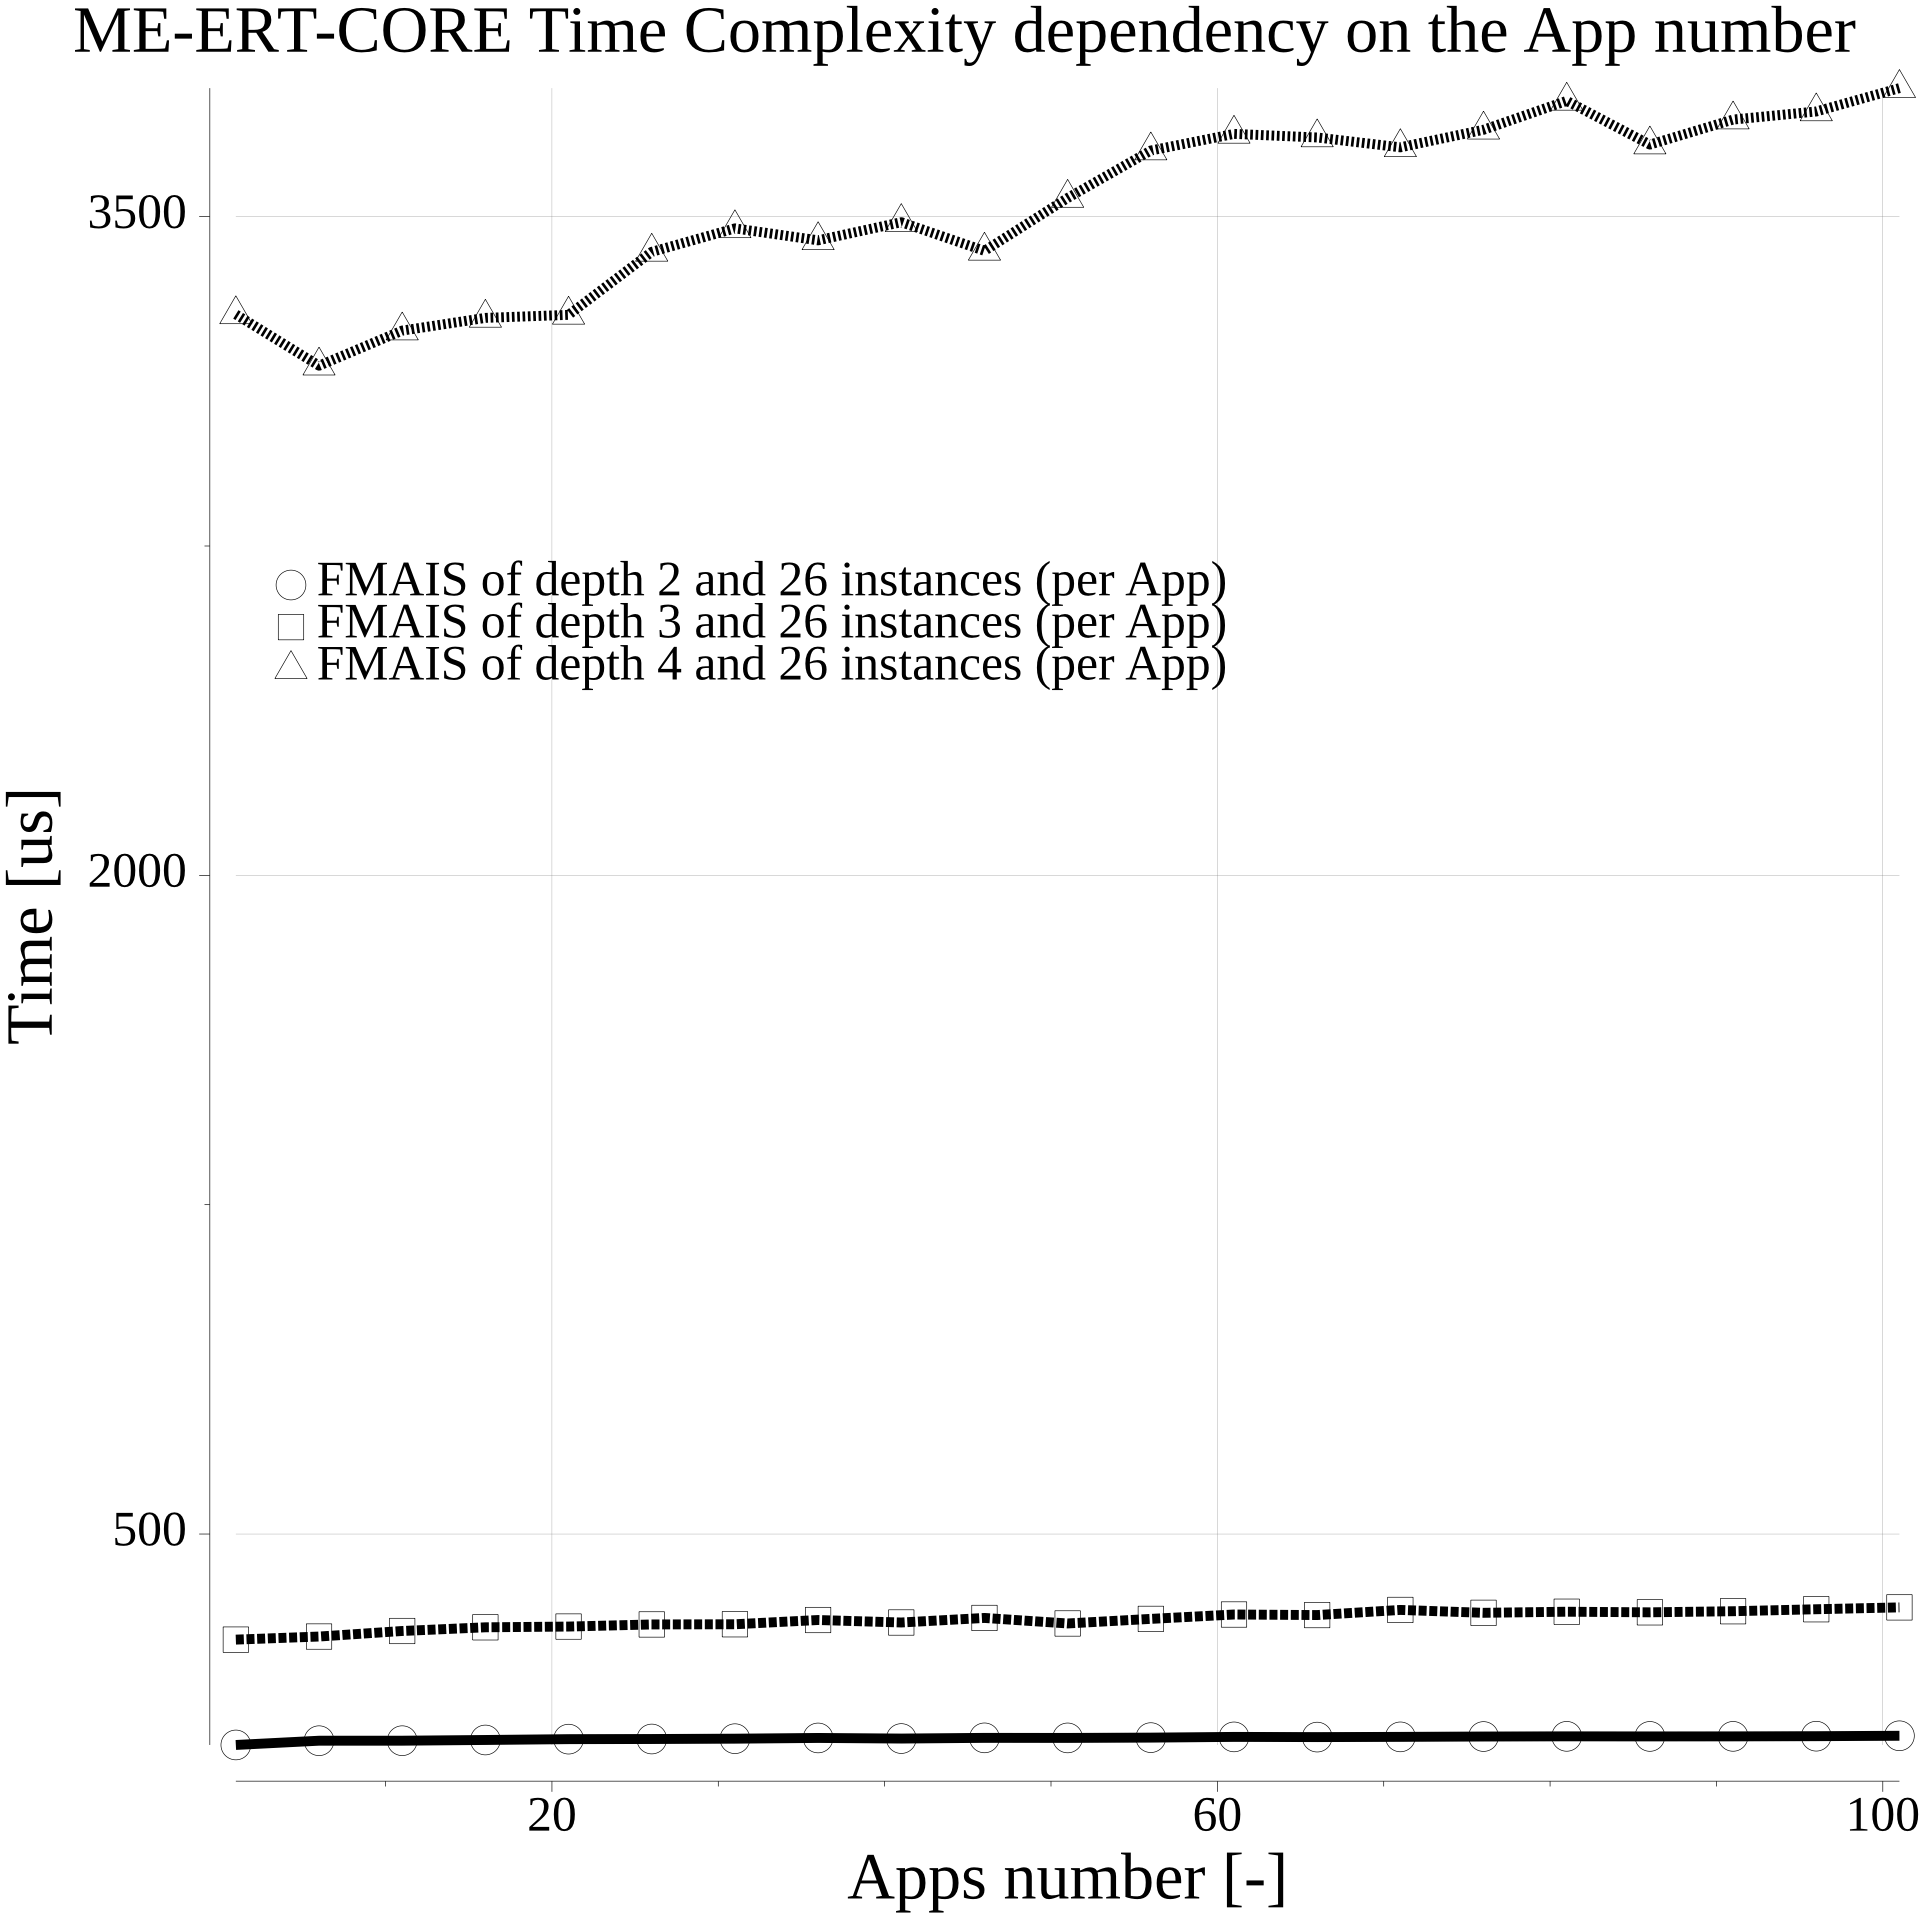 ME-ERT-CORE Time Complexity dependency on the App number
3500
FMAIS of depth 2 and 26 instances (per App)
FMAIS of depth 3 and 26 instances (per App)
FMAIS of depth 4 and 26 instances (per App)
Time [us]
2000
500
20
60
100
Apps number [-]